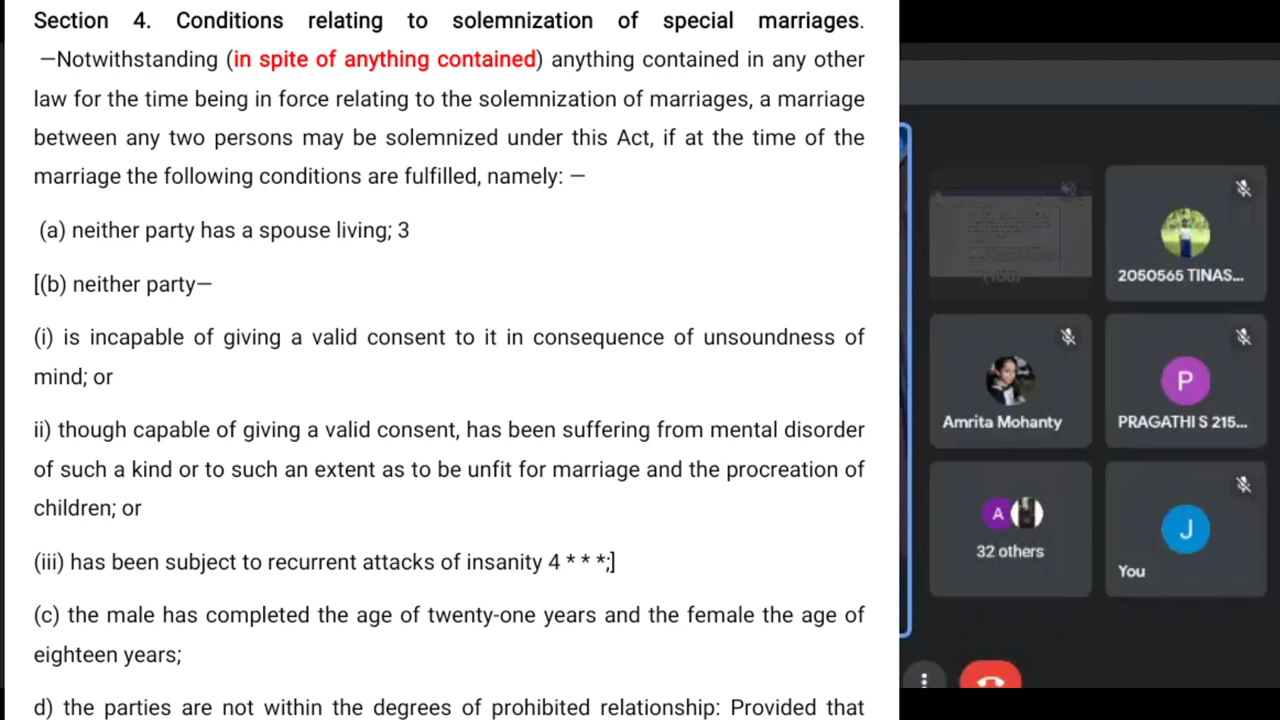 Section 4. Conditions relating to solemnization of special marriages.
—Notwithstanding (in spite of anything contained) anything contained in any other
law for the time being in force relating to the solemnization of marriages, a marriage
between any two persons may be solemnized under this Act, if at the time of the
marriage the following conditions are fulfilled, namely: —
(a) neither party has a spouse living; 3
[(b) neither party—
(i) is incapable of giving a valid consent to it in consequence of unsoundness of
mind; or
ii) though capable of giving a valid consent, has been suffering from mental disorder
of such a kind or to such an extent as to be unfit for marriage and the procreation of
children; or
(iii) has been subject to recurrent attacks of insanity 4 * * *;]
(c) the male has completed the age of twenty-one years and the female the age of
eighteen years;
d) the parties are not within the degrees of prohibited relationship: Provided that
2050565 TINAS...
Amrita Mohanty
P
PRAGATHI S 215...
A
32 others
J
You